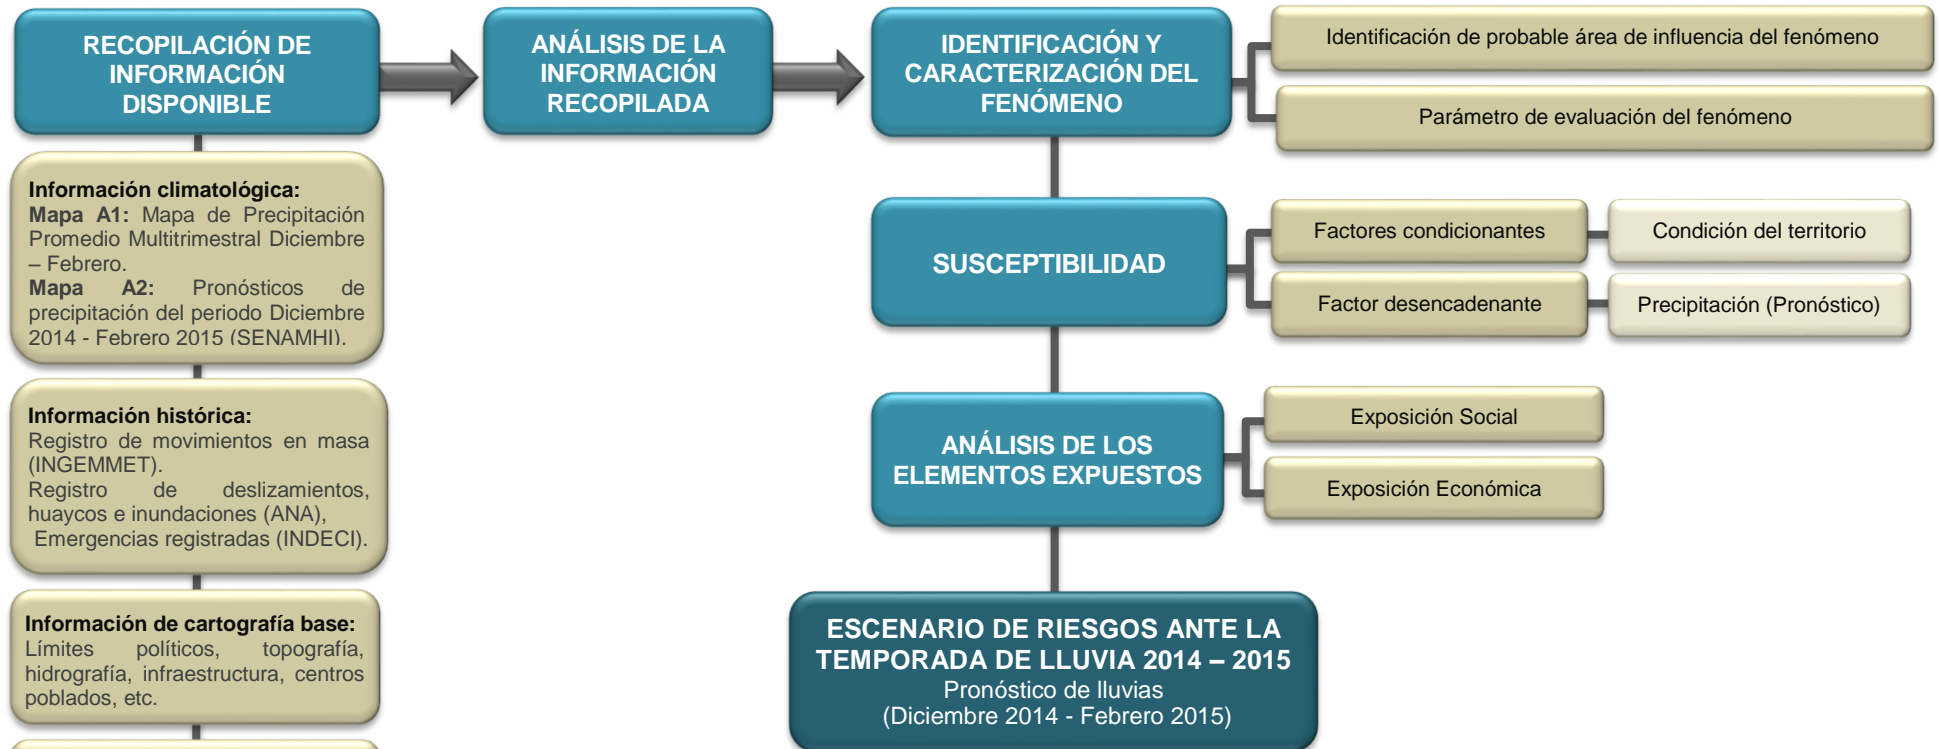 RECOPILACIÓN DE
INFORMACIÓN
DISPONIBLE
ANÁLISIS DE LA
INFORMACIÓN
RECOPILADA
IDENTIFICACIÓN Y
CARACTERIZACIÓN DEL
FENÓMENO
Identificación de probable área de influencia del fenómeno
Parámetro de evaluación del fenómeno
Información climatológica:
Mapa A1: Mapa de Precipitación
Promedio Multitrimestral Diciembre
– Febrero.
Mapa A2: Pronósticos de
precipitación del periodo Diciembre
2014 - Febrero 2015 (SENAMHI).
SUSCEPTIBILIDAD
Factores condicionantes
Condición del territorio
Factor desencadenante
Precipitación (Pronóstico)
Información histórica:
Registro de movimientos en masa
(INGEMMET).
Registro de deslizamientos,
huaycos e inundaciones (ANA),
Emergencias registradas (INDECI).
ANÁLISIS DE LOS
ELEMENTOS EXPUESTOS
Exposición Social
Exposición Económica
Información de cartografía base:
Límites políticos, topografía,
hidrografía, infraestructura, centros
poblados, etc.
ESCENARIO DE RIESGOS ANTE LA
TEMPORADA DE LLUVIA 2014 – 2015
Pronóstico de lluvias
(Diciembre 2014 - Febrero 2015)